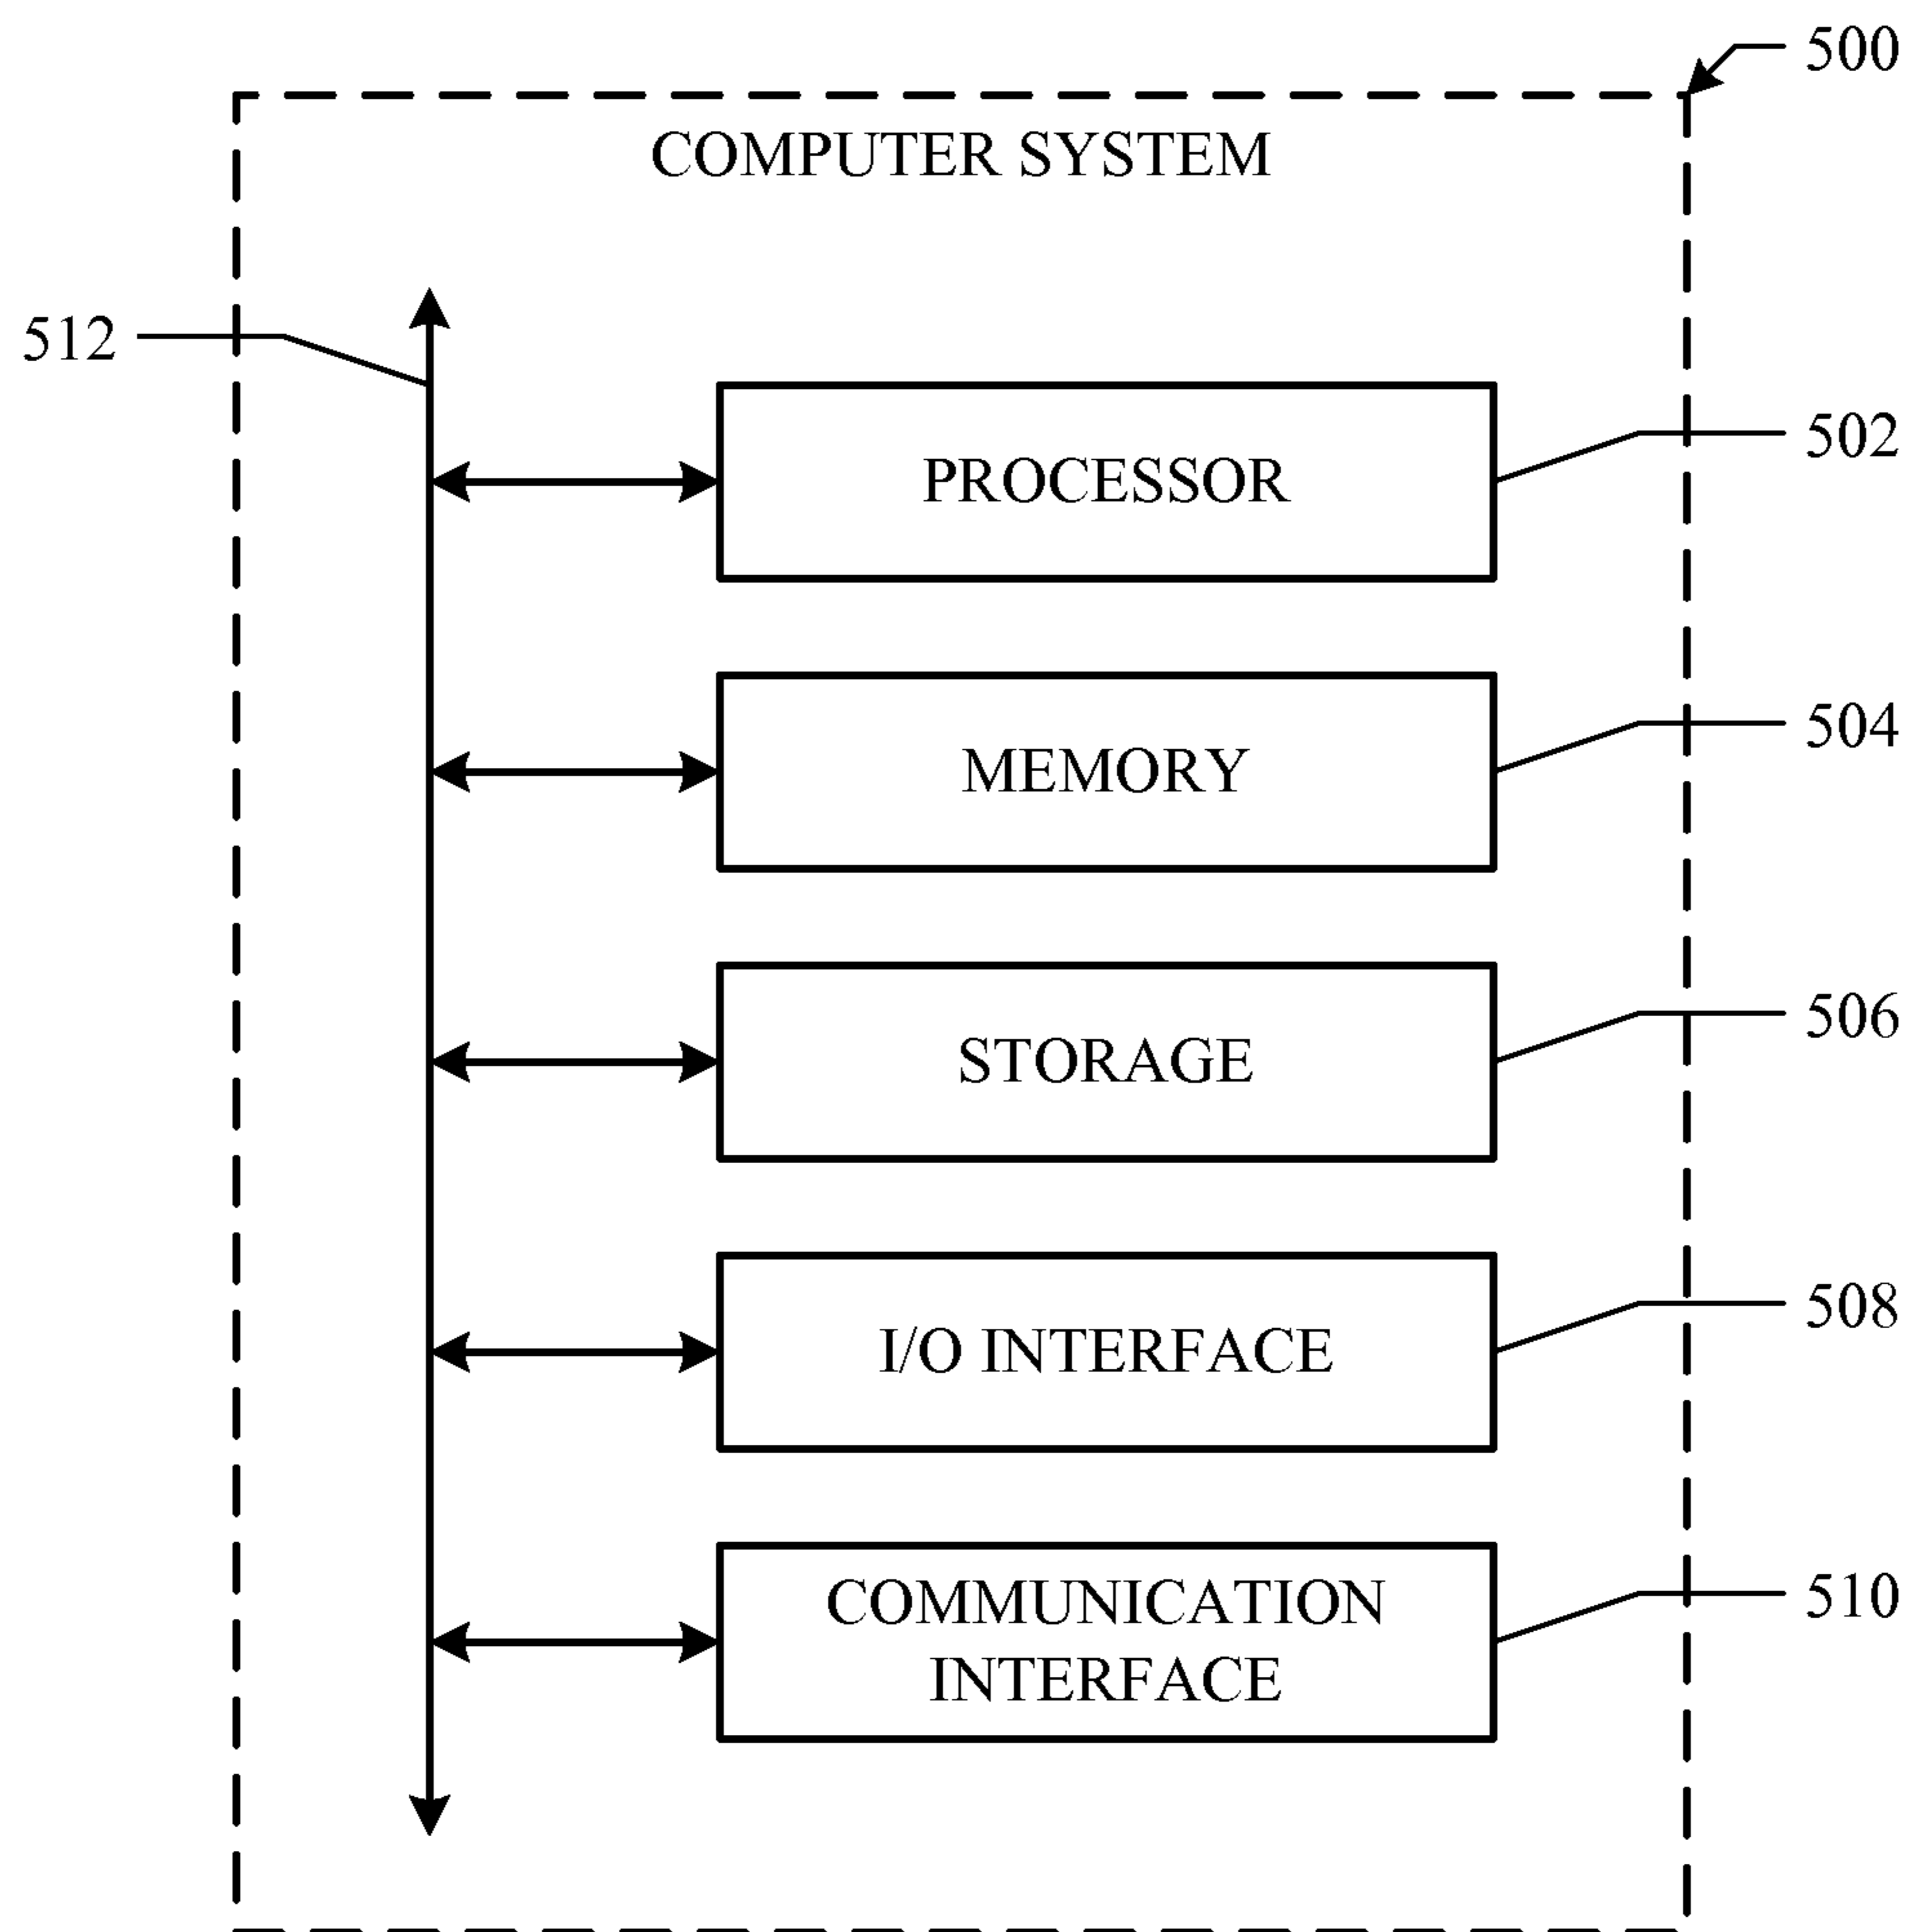 500
COMPUTER SYSTEM
512
PROCESSOR
502
MEMORY
504
STORAGE
506
I/O INTERFACE
508
COMMUNICATION
INTERFACE
510